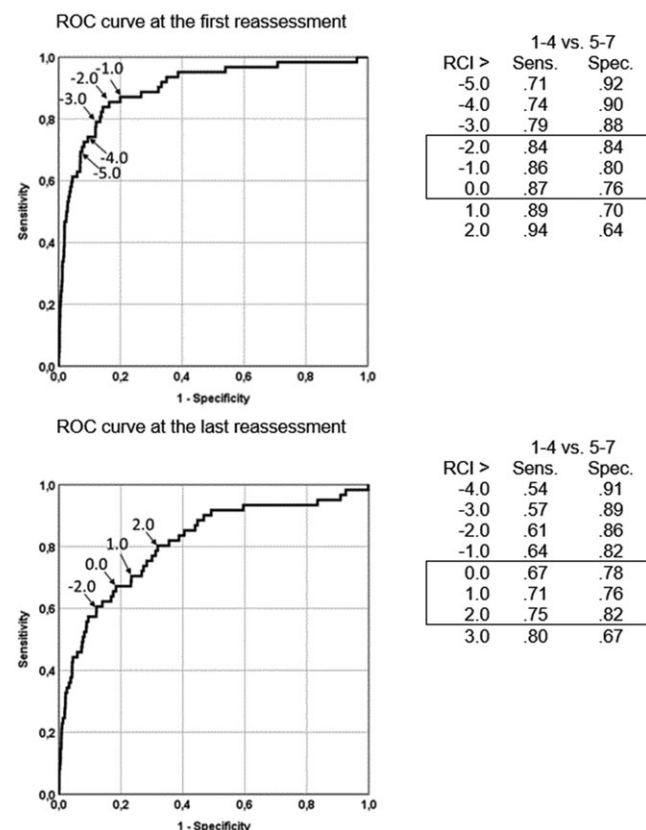 ROC curve at the first reassessment
1,0
0,8
0,6
0,4
0,2
0,0
Sensitivity
-1.0
-2.0
-3.0
-4.0
-5.0
0,0 0,2 0,4 0,6 0,8 1,0
1 - Specificity
1-4 vs. 5-7
RCI > Sens. Spec.
-5.0 .71 .92
-4.0 .74 .90
-3.0 .79 .88
-2.0 .84 .84
-1.0 .86 .80
0.0 .87 .76
1.0 .89 .70
2.0 .94 .64
ROC curve at the last reassessment
1,0
0,8
0,6
0,4
0,2
0,0
Sensitivity
2.0
1.0
0.0
-2.0
0,0 0,2 0,4 0,6 0,8 1,0
1 - Specificity
1-4 vs. 5-7
RCI > Sens. Spec.
-4.0 .54 .91
-3.0 .57 .89
-2.0 .61 .86
-1.0 .64 .82
0.0 .67 .78
1.0 .71 .76
2.0 .75 .82
3.0 .80 .67